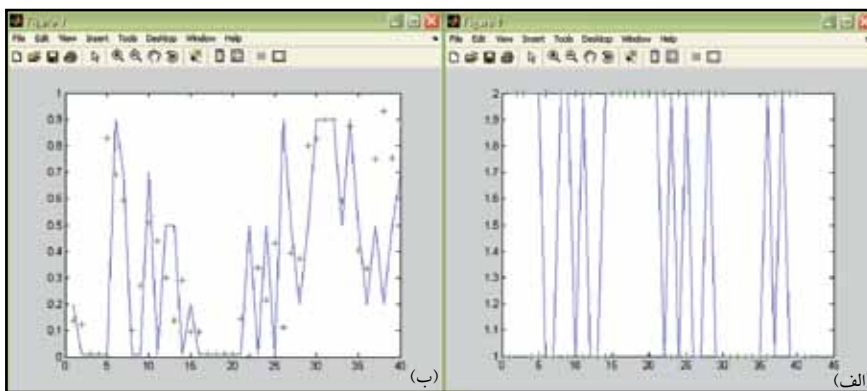 Figure 1
File Edit View Insert Tools Desktop Window Help
1
0.9
0.8
0.7
0.6
0.5
0.4
0.3
0.2
0.1
0
0 5 10 15 20 25 30 35 40
(ب)
Figure 1
File Edit View Insert Tools Desktop Window Help
2
1.9
1.8
1.7
1.6
1.5
1.4
1.3
1.2
1.1
1
0 5 10 15 20 25 30 35 40 45
الف)